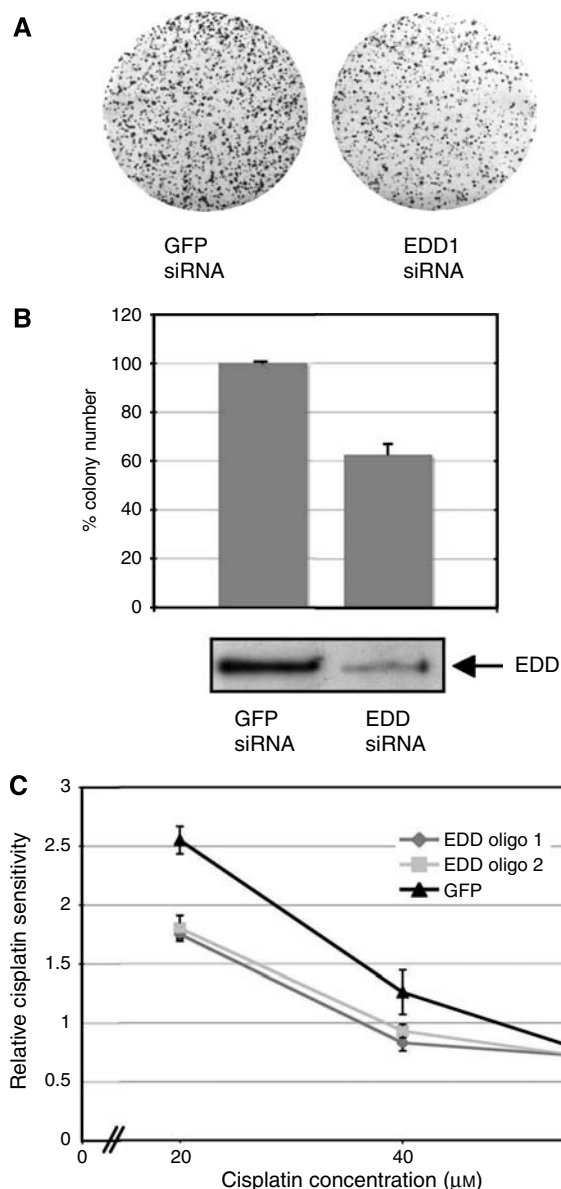 A
GFP
siRNA
EDD1
siRNA
B
120
100
80
60
40
20
0
% colony number
EDD
GFP
siRNA
EDD
siRNA
C
3
2.5
2
1.5
1
0.5
0
Relative cisplatin sensitivity
EDD oligo 1
EDD oligo 2
GFP
0
20
40
Cisplatin concentration (μM)